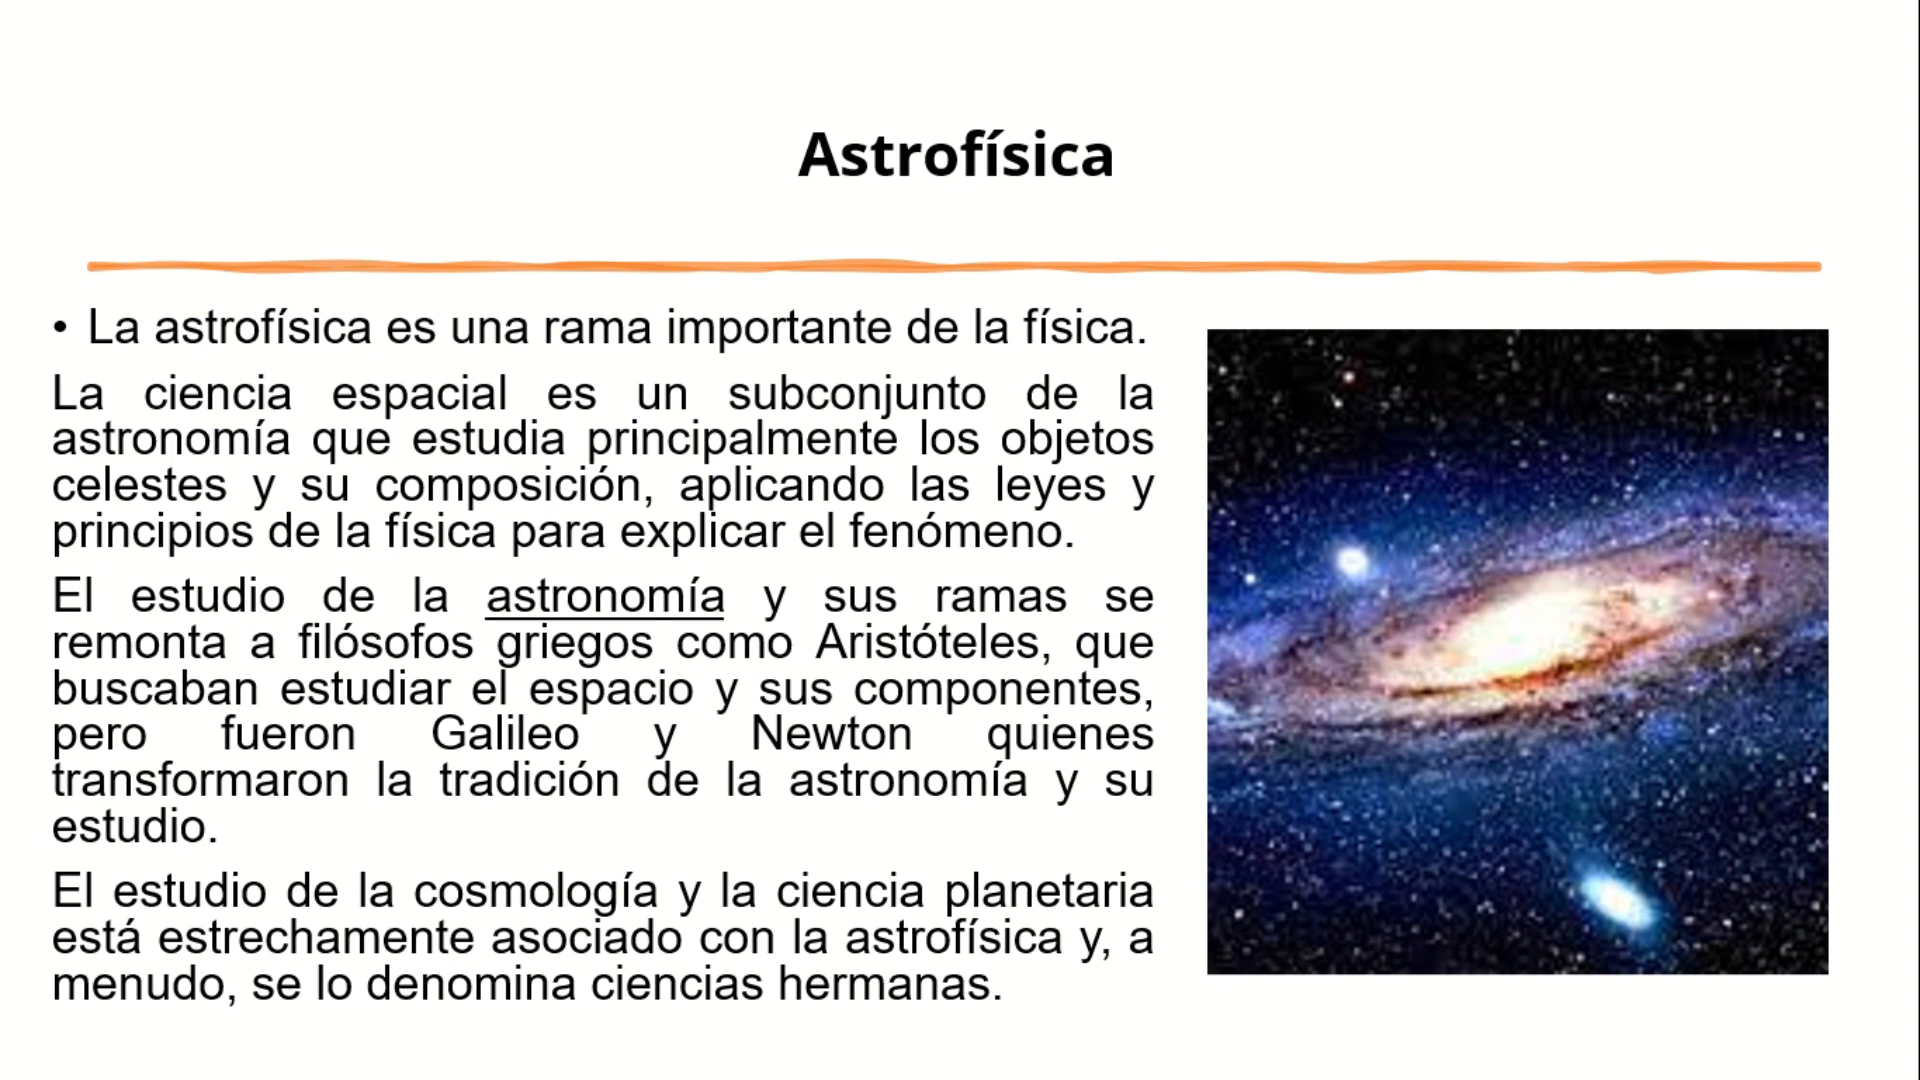 Astrofísica
• La astrofísica es una rama importante de la física.
La ciencia espacial es un subconjunto de la
astronomía que estudia principalmente los objetos
celestes y su composición, aplicando las leyes y
principios de la física para explicar el fenómeno.
El estudio de la astronomía y sus ramas se
remonta a filósofos griegos como Aristóteles, que
buscaban estudiar el espacio y sus componentes,
pero fueron Galileo y Newton quienes
transformaron la tradición de la astronomía y su
estudio.
El estudio de la cosmología y la ciencia planetaria
está estrechamente asociado con la astrofísica y, a
menudo, se lo denomina ciencias hermanas.